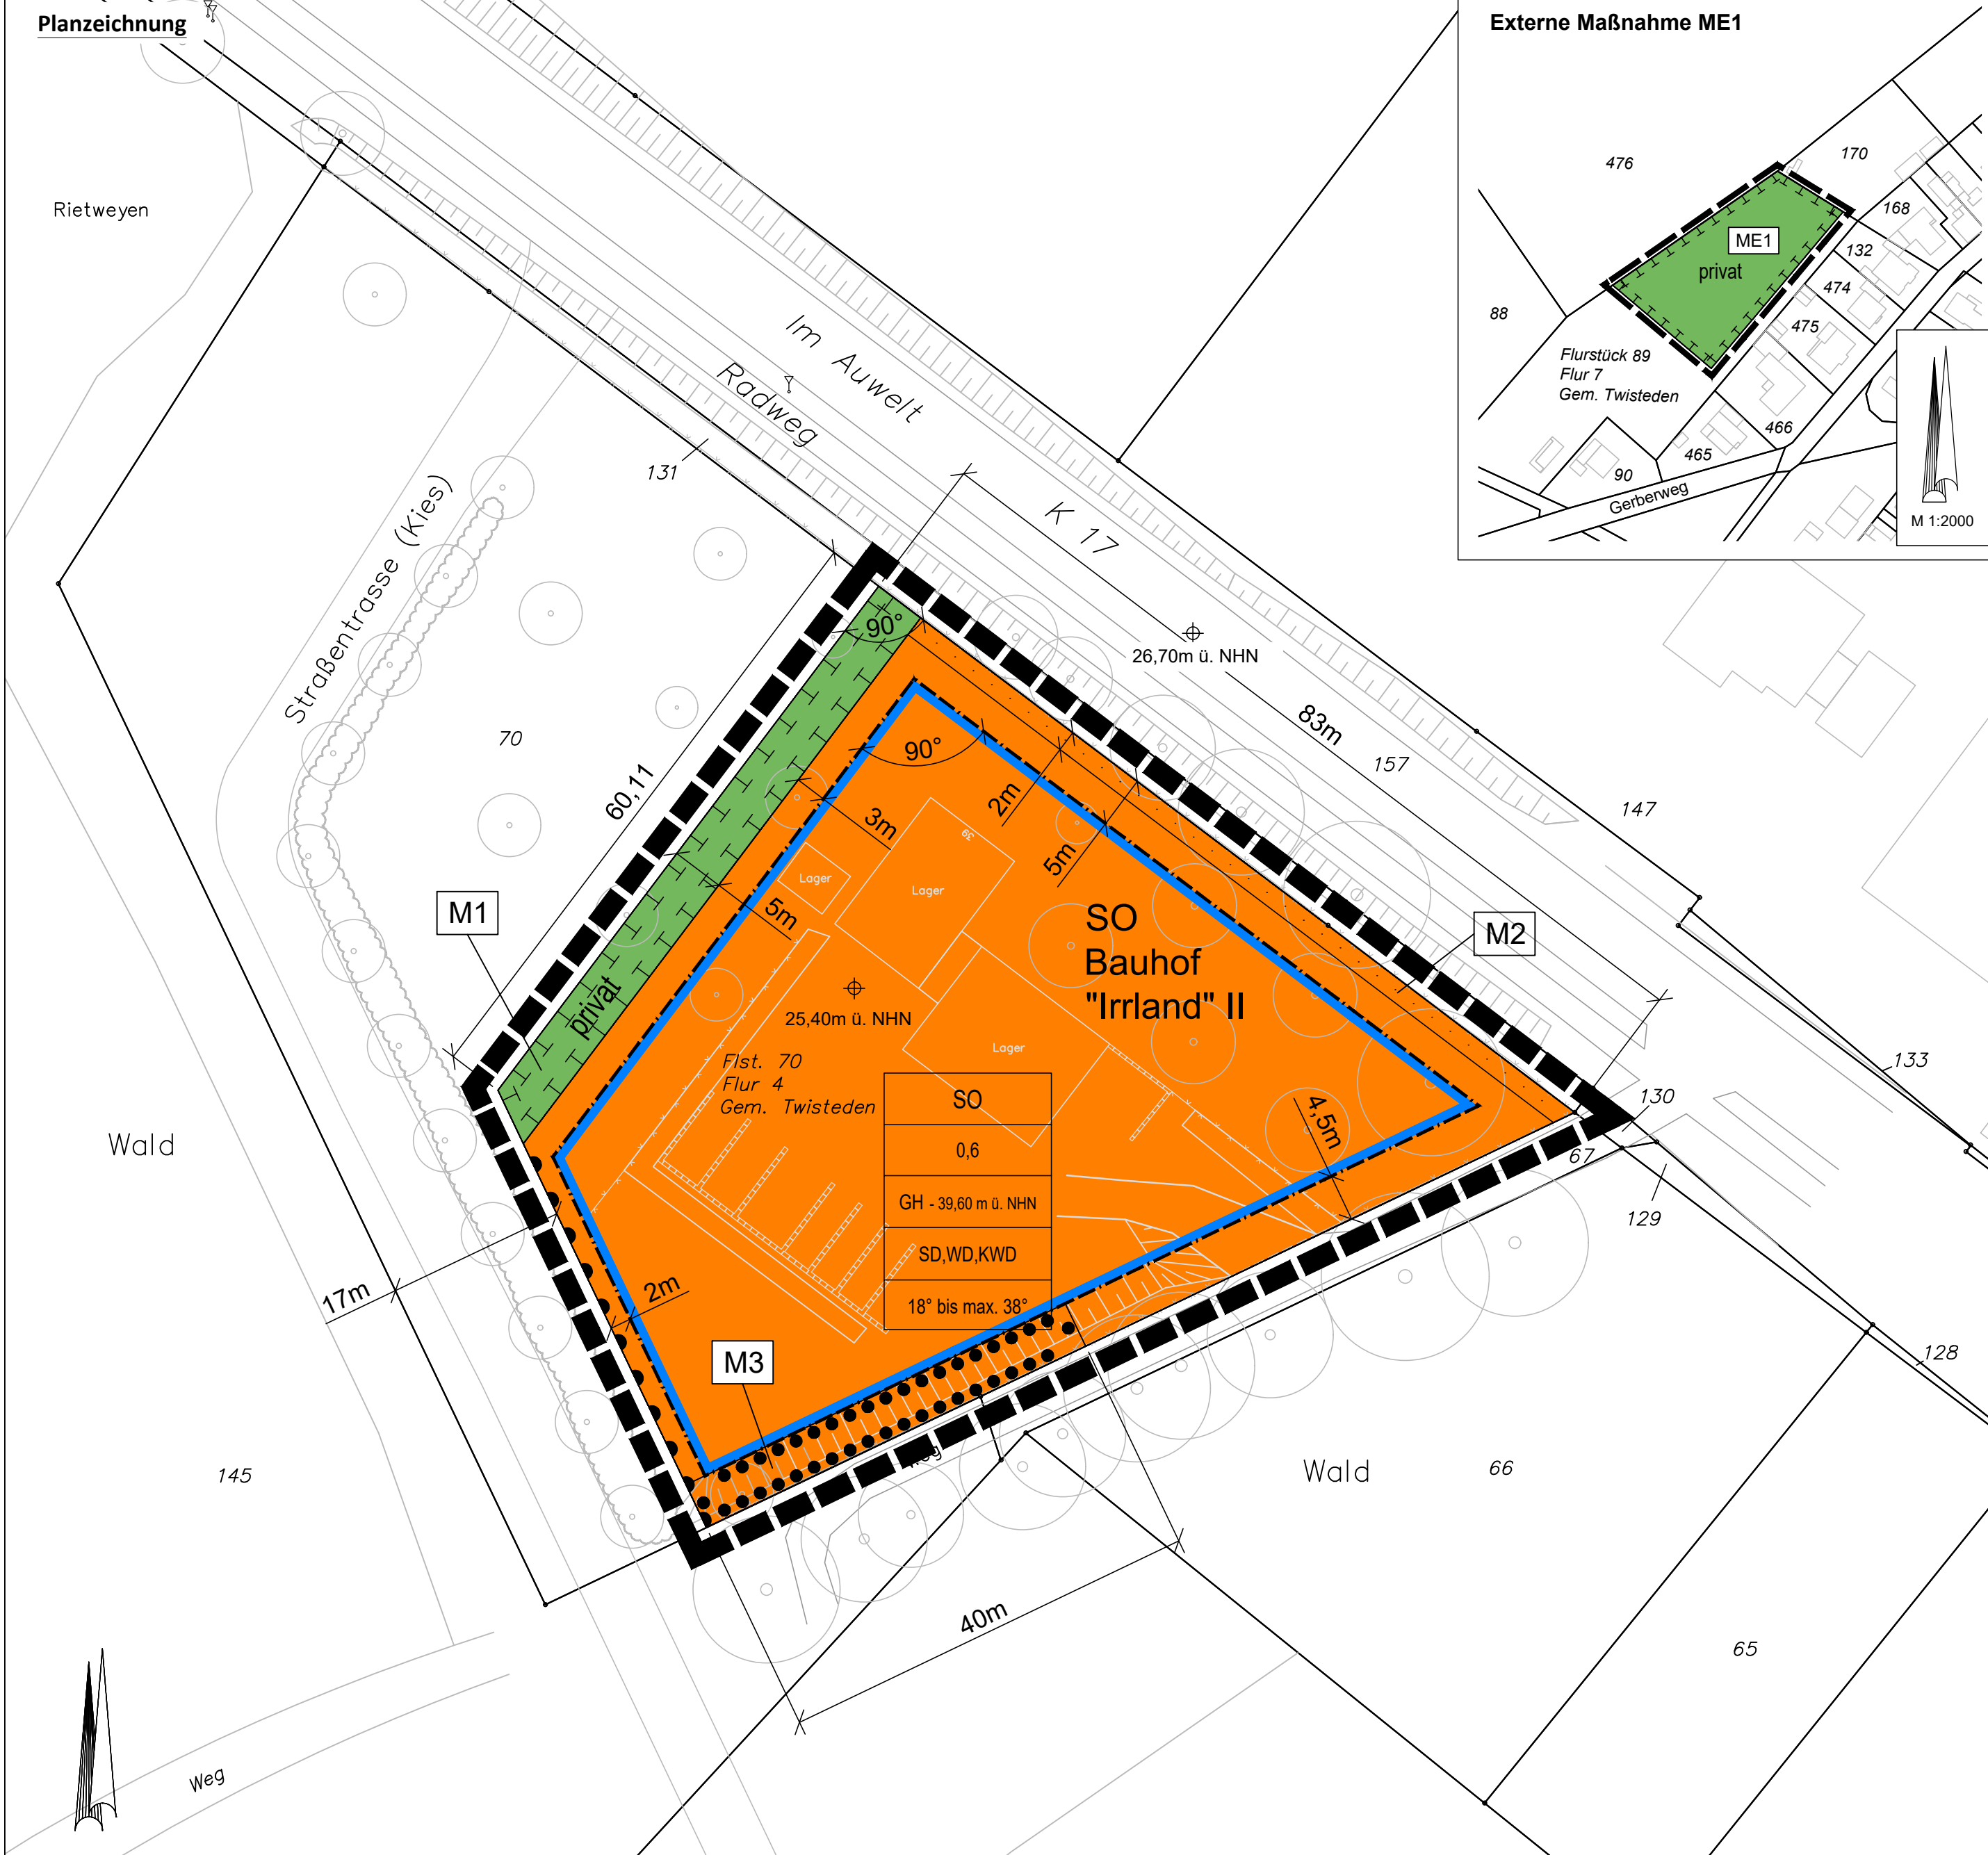 Planzeichnung
Externe Maßnahme ME1
476
170
168
ME1
132
privat
474
88
475
Flurstück 89
Flur 7
Gem. Twisteden
466
465
90
Gerberweg
M 1:2000
Rietweyen
Im Auwelt
Radweg
131
K 17
Straßentrasse (Kies)
90°
26,70m ü. NHN
83m
157
147
70
60,11
90°
2m
3m
5m
39
Lager
Lager
5m
M1
SO
Bauhof
"Irrland" II
M2
privat
25,40m ü. NHN
Lager
Flst. 70
Flur 4
Gem. Twisteden
133
130
SO
0,6
GH - 39,60 m ü. NHN
SD,WD,KWD
18° bis max. 38°
4,5m
67
129
Wald
17m
2m
M3
128
145
Wald
66
40m
65
Weg